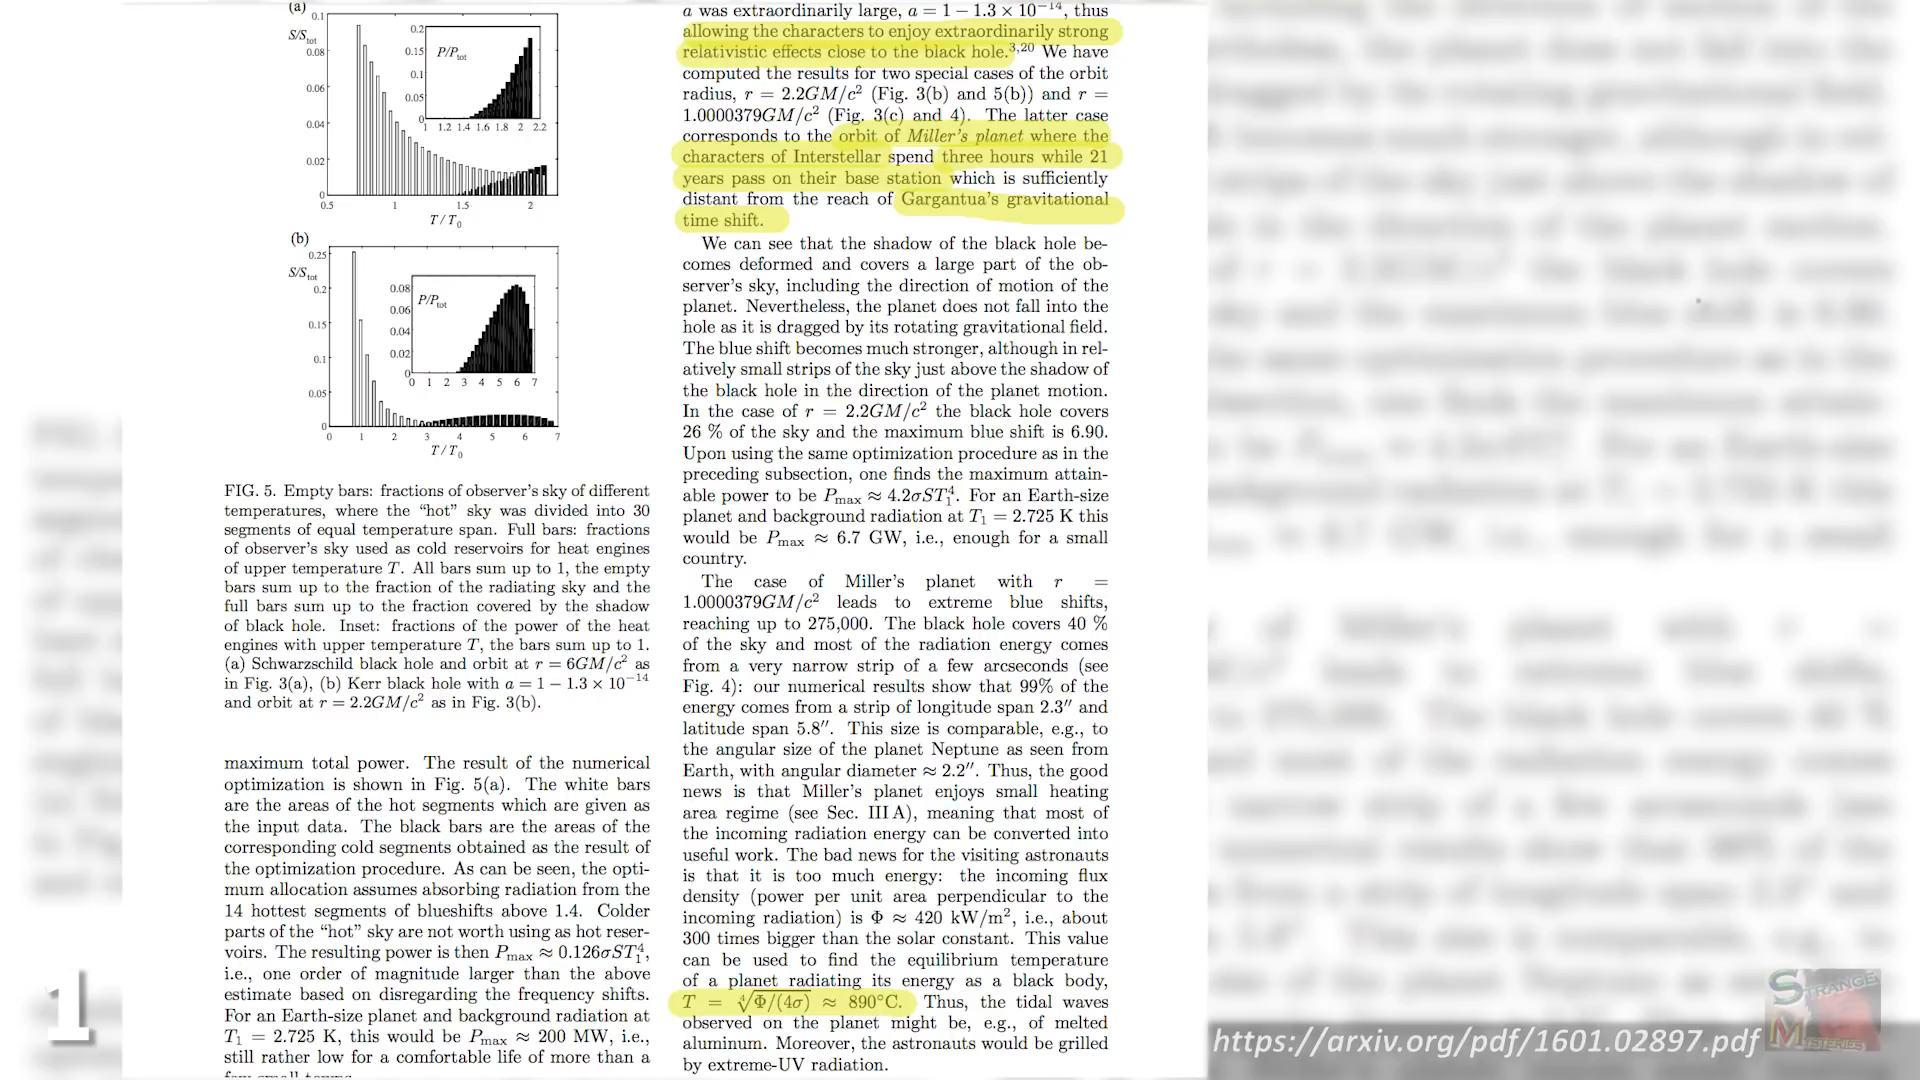 (a)
S/Stot
0.1
0.08
0.06
0.04
0.02
0
0.5 1 1.5 2
T/T0
P/Ptot
0.2
0.15
0.1
0.05
0
1 1.2 1.4 1.6 1.8 2 2.2
(b)
S/Stot
0.25
0.2
0.15
0.1
0.05
0
0 1 2 3 4 5 6 7
T/T0
P/Ptot
0.08
0.06
0.04
0.02
0
0 1 2 3 4 5 6 7
FIG. 5. Empty bars: fractions of observer's sky of different
temperatures, where the “hot” sky was divided into 30
segments of equal temperature span. Full bars: fractions
of observer's sky used as cold reservoirs for heat engines
of upper temperature T. All bars sum up to 1, the empty
bars sum up to the fraction of the radiating sky and the
full bars sum up to the fraction covered by the shadow
of black hole. Inset: fractions of the power of the heat
engines with upper temperature T, the bars sum up to 1.
(a) Schwarzschild black hole and orbit at r = 6GM/c² as
in Fig. 3(a), (b) Kerr black hole with a = 1 − 1.3 × 10⁻¹⁴
and orbit at r = 2.2GM/c² as in Fig. 3(b).
maximum total power. The result of the numerical
optimization is shown in Fig. 5(a). The white bars
are the areas of the hot segments which are given as
the input data. The black bars are the areas of the
corresponding cold segments obtained as the result of
the optimization procedure. As can be seen, the opti-
mum allocation assumes absorbing radiation from the
14 hottest segments of blueshifts above 1.4. Colder
parts of the “hot” sky are not worth using as hot reser-
voirs. The resulting power is then Pmax ≈ 0.126σST₁⁴,
i.e., one order of magnitude larger than the above
estimate based on disregarding the frequency shifts.
For an Earth-size planet and background radiation at
T₁ = 2.725 K, this would be Pmax ≈ 200 MW, i.e.,
still rather low for a comfortable life of more than a
few small towns.
a was extraordinarily large, a = 1 − 1.3 × 10⁻¹⁴, thus
allowing the characters to enjoy extraordinarily strong
relativistic effects close to the black hole.³,²⁰ We have
computed the results for two special cases of the orbit
radius, r = 2.2GM/c² (Fig. 3(b) and 5(b)) and r =
1.0000379GM/c² (Fig. 3(c) and 4). The latter case
corresponds to the orbit of Miller's planet where the
characters of Interstellar spend three hours while 21
years pass on their base station which is sufficiently
distant from the reach of Gargantua's gravitational
time shift.
We can see that the shadow of the black hole be-
comes deformed and covers a large part of the ob-
server's sky, including the direction of motion of the
planet. Nevertheless, the planet does not fall into the
hole as it is dragged by its rotating gravitational field.
The blue shift becomes much stronger, although in rel-
atively small strips of the sky just above the shadow of
the black hole in the direction of the planet motion.
In the case of r = 2.2GM/c² the black hole covers
26 % of the sky and the maximum blue shift is 6.90.
Upon using the same optimization procedure as in the
preceding subsection, one finds the maximum attain-
able power to be Pmax ≈ 4.2σST₁⁴. For an Earth-size
planet and background radiation at T₁ = 2.725 K this
would be Pmax ≈ 6.7 GW, i.e., enough for a small
country.
The case of Miller's planet with r =
1.0000379GM/c² leads to extreme blue shifts,
reaching up to 275,000. The black hole covers 40 %
of the sky and most of the radiation energy comes
from a very narrow strip of a few arcseconds (see
Fig. 4): our numerical results show that 99% of the
energy comes from a strip of longitude span 2.3″ and
latitude span 5.8″. This size is comparable, e.g., to
the angular size of the planet Neptune as seen from
Earth, with angular diameter ≈ 2.2″. Thus, the good
news is that Miller's planet enjoys small heating
area regime (see Sec. III A), meaning that most of
the incoming radiation energy can be converted into
useful work. The bad news for the visiting astronauts
is that it is too much energy: the incoming flux
density (power per unit area perpendicular to the
incoming radiation) is Φ ≈ 420 kW/m², i.e., about
300 times bigger than the solar constant. This value
can be used to find the equilibrium temperature
of a planet radiating its energy as a black body,
T = ∜Φ/(4σ) ≈ 890°C. Thus, the tidal waves
observed on the planet might be, e.g., of melted
aluminum. Moreover, the astronauts would be grilled
by extreme-UV radiation.
1
https://arxiv.org/pdf/1601.02897.pdf
STRANGE
MYSTERIES